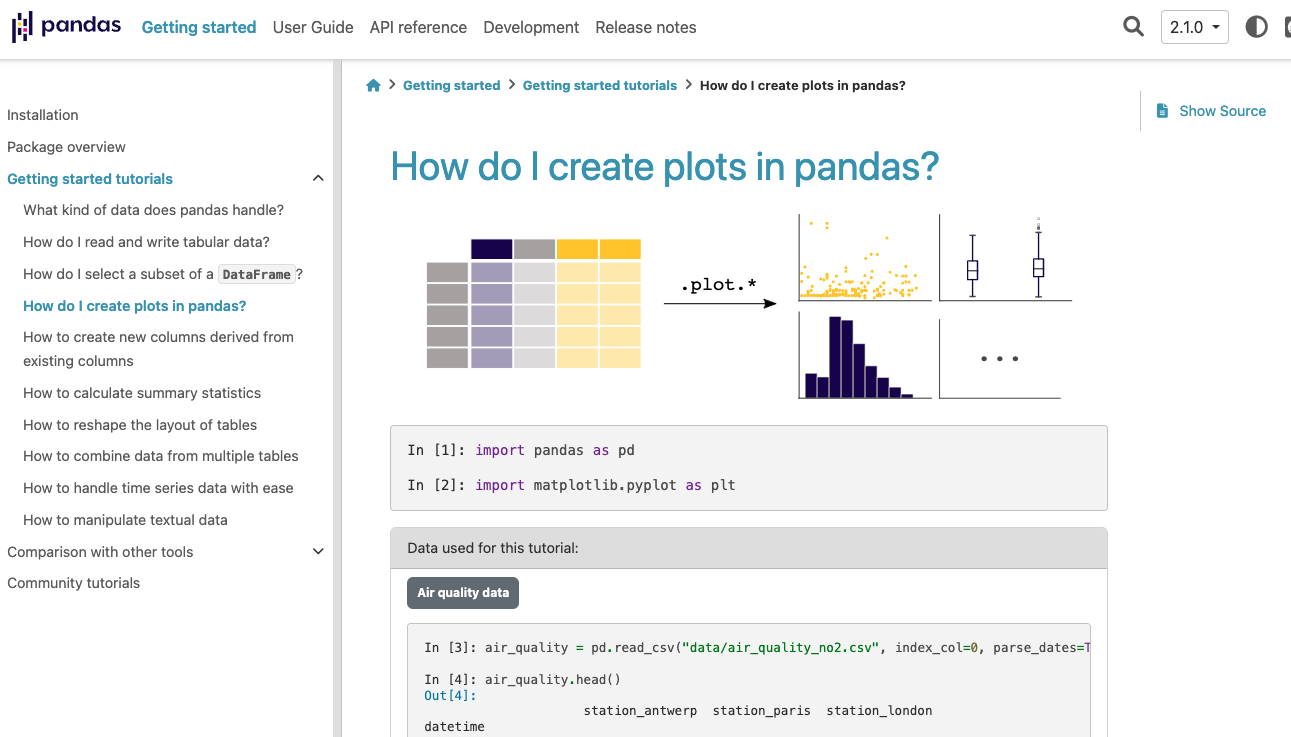 pandas Getting started User Guide API reference Development Release notes 2.1.0
Installation
Package overview
Getting started tutorials
What kind of data does pandas handle?
How do I read and write tabular data?
How do I select a subset of a DataFrame?
How do I create plots in pandas?
How to create new columns derived from
existing columns
How to calculate summary statistics
How to reshape the layout of tables
How to combine data from multiple tables
How to handle time series data with ease
How to manipulate textual data
Comparison with other tools
Community tutorials
Getting started > Getting started tutorials > How do I create plots in pandas?
Show Source
How do I create plots in pandas?
.plot.*
In [1]: import pandas as pd
In [2]: import matplotlib.pyplot as plt
Data used for this tutorial:
Air quality data
In [3]: air_quality = pd.read_csv("data/air_quality_no2.csv", index_col=0, parse_dates=T
In [4]: air_quality.head()
Out[4]:
station_antwerp station_paris station_london
datetime